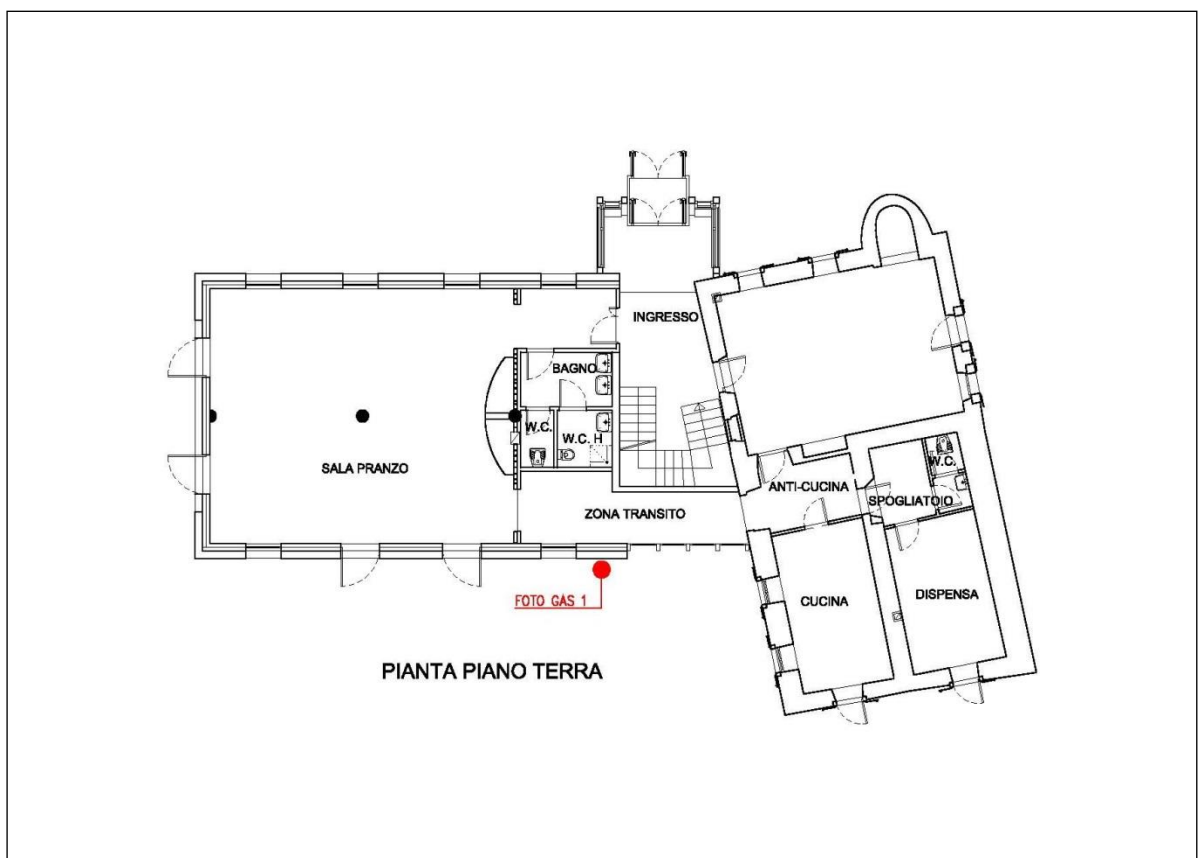 INGRESSO
BAGNO
W.C.
W.C. H
SALA PRANZO
ANTI-CUCINA
W.C.
SPOGLIATOIO
ZONA TRANSITO
CUCINA
DISPENSA
FOTO GAS 1
PIANTA PIANO TERRA